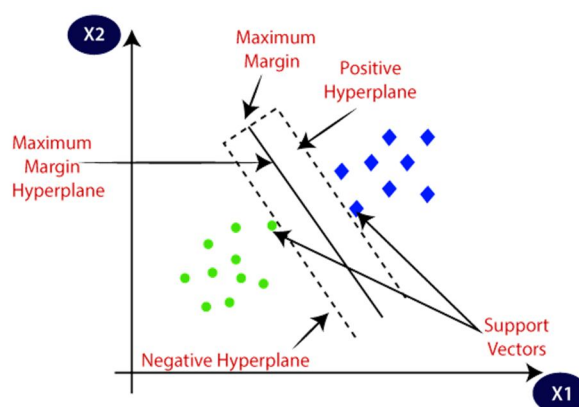 X2
Maximum
Margin
Positive
Hyperplane
Maximum
Margin
Hyperplane
Support
Vectors
Negative Hyperplane
X1